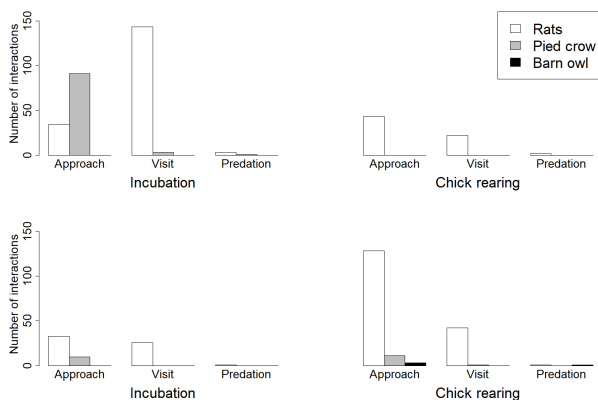 Number of interactions
150
100
50
0
Approach Visit Predation
Incubation
Rats
Pied crow
Barn owl
Approach Visit Predation
Chick rearing
Number of interactions
150
100
50
0
Approach Visit Predation
Incubation
Approach Visit Predation
Chick rearing